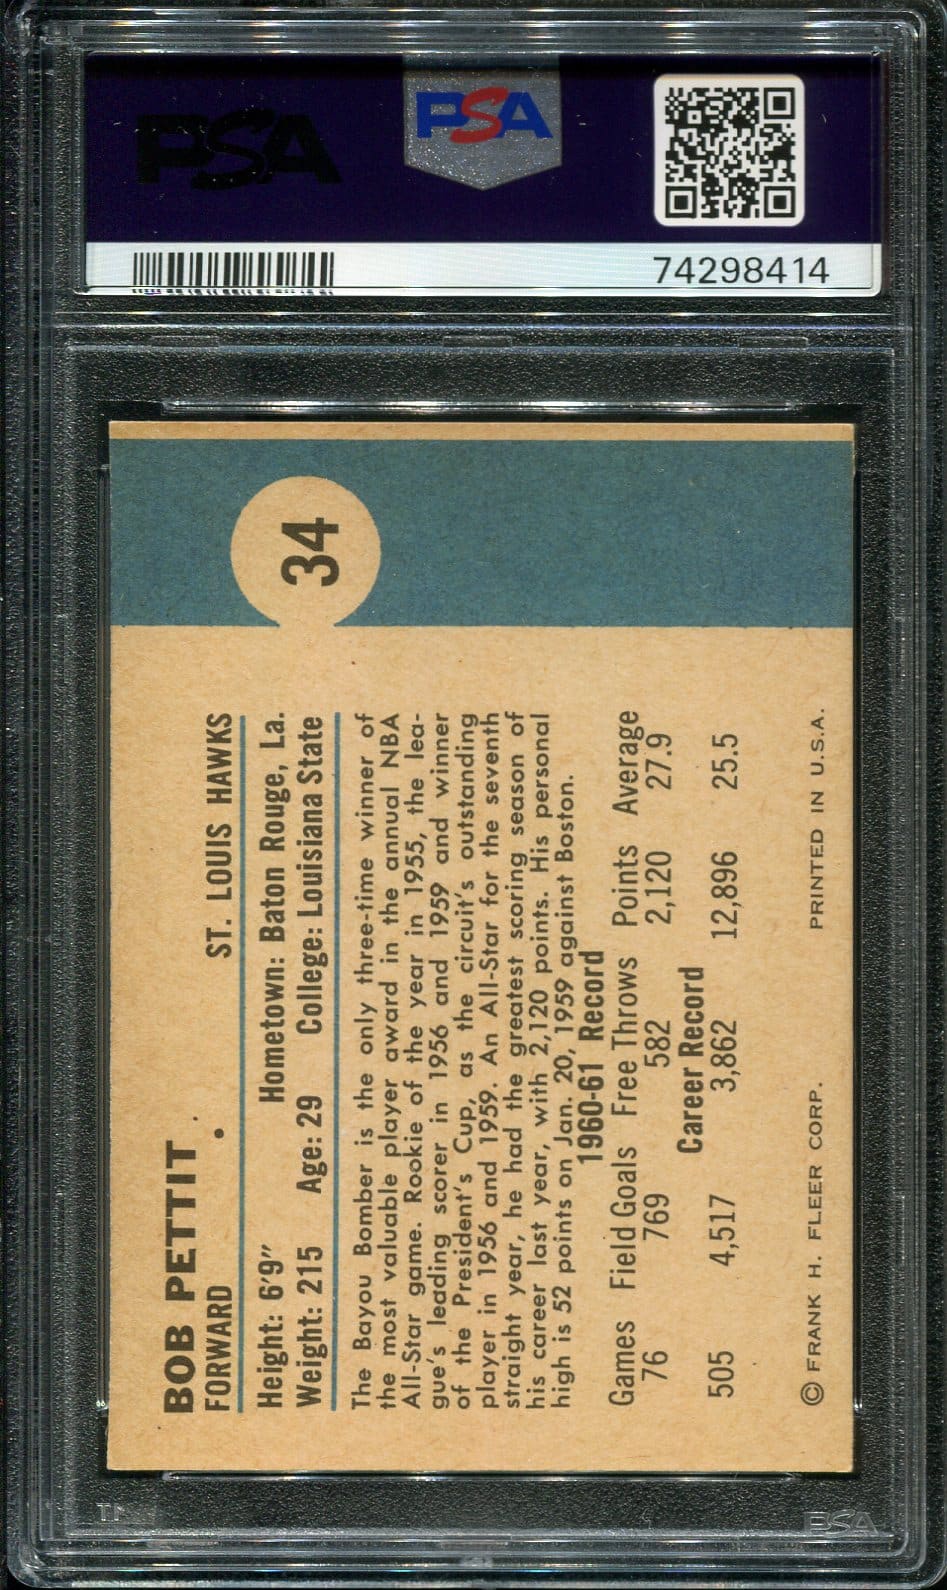 PSA
PSA
74298414
34
BOB PETTIT
FORWARD ST. LOUIS HAWKS
Height: 6'9" Hometown: Baton Rouge, La.
Weight: 215 Age: 29 College: Louisiana State
The Bayou Bomber is the only three-time winner of
the most valuable player award in the annual NBA
All-Star game. Rookie of the year in 1955, the lea-
gue's leading scorer in 1956 and 1959 and winner
of the President's Cup, as the circuit's outstanding
player in 1956 and 1959. An All-Star for the seventh
straight year, he had the greatest scoring season of
his career last year, with 2,120 points. His personal
high is 52 points on Jan. 20, 1959 against Boston.
1960-61 Record
Games Field Goals Free Throws Points Average
76 769 582 2,120 27.9
Career Record
505 4,517 3,862 12,896 25.5
© FRANK H. FLEER CORP. PRINTED IN U.S.A.
PSA